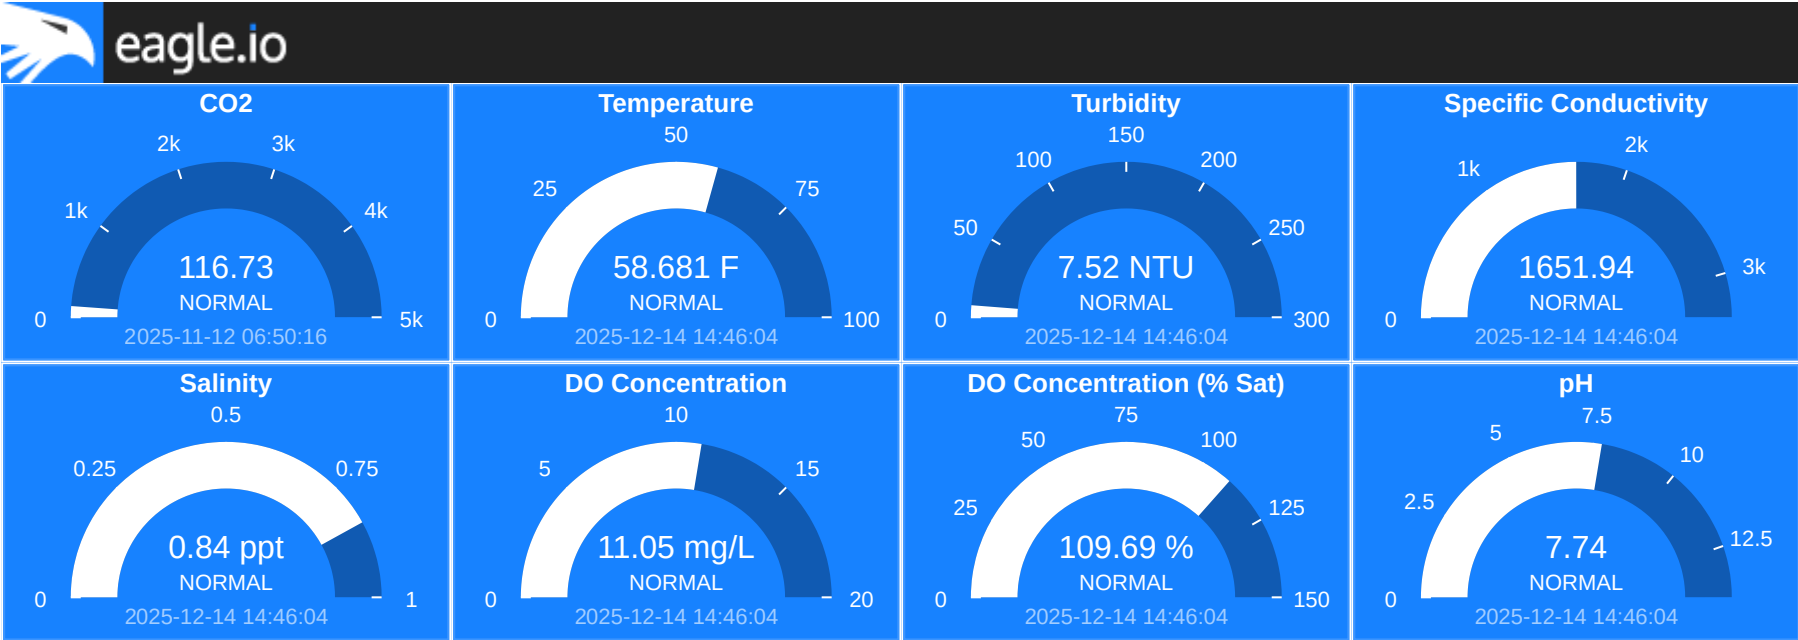 eagle.io
CO2
2k
3k
1k
4k
116.73
NORMAL
0
5k
2025-11-12 06:50:16
Temperature
50
25
75
58.681 F
NORMAL
0
100
2025-12-14 14:46:04
Turbidity
150
100
200
50
250
7.52 NTU
NORMAL
0
300
2025-12-14 14:46:04
Specific Conductivity
2k
1k
3k
1651.94
NORMAL
0
2025-12-14 14:46:04
Salinity
0.5
0.25
0.75
0.84 ppt
NORMAL
0
1
2025-12-14 14:46:04
DO Concentration
10
5
15
11.05 mg/L
NORMAL
0
20
2025-12-14 14:46:04
DO Concentration (% Sat)
75
50
100
25
125
109.69 %
NORMAL
0
150
2025-12-14 14:46:04
pH
7.5
5
10
2.5
12.5
7.74
NORMAL
0
2025-12-14 14:46:04